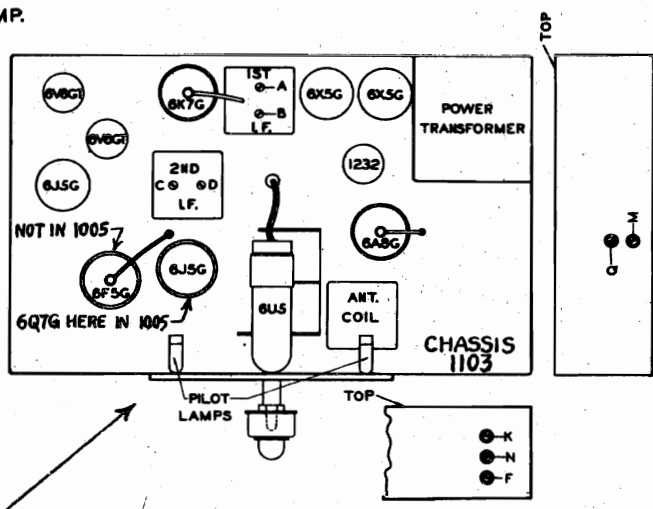 MP.
TOP
1ST
A
B
I.F.
6V6GT
6K7G
6X5G
6X5G
POWER
TRANSFORMER
6V6GT
1232
6J5G
2ND
C
D
I.F.
M
NOT IN 1005
6A8G
6F5G
6J5G
6U5
ANT.
COIL
6Q7G HERE IN 1005
CHASSIS
1103
PILOT
LAMPS
TOP
K
N
F